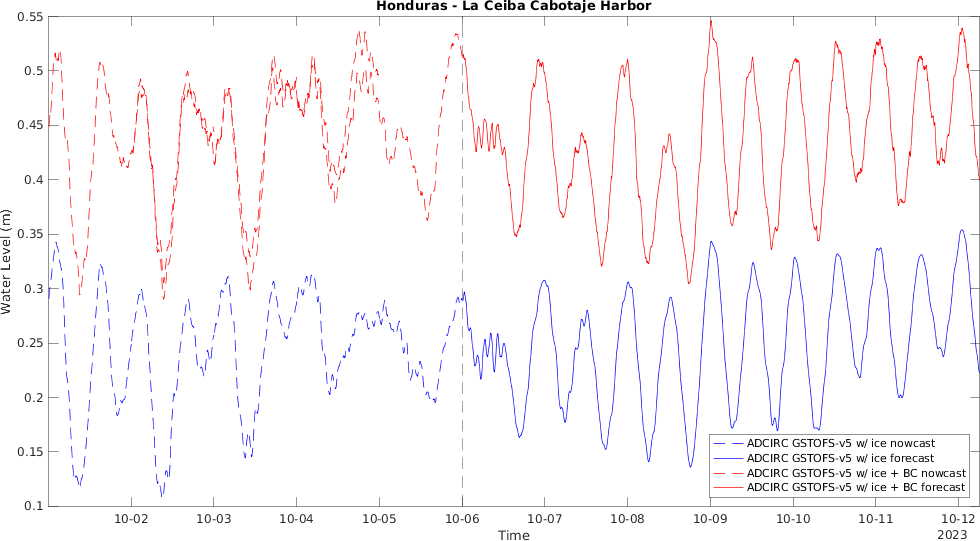 Honduras - La Ceiba Cabotaje Harbor
0.55
0.5
0.45
0.4
0.35
0.3
0.25
0.2
0.15
0.1
Water Level (m)
ADCIRC GSTOFS-v5 w/ ice nowcast
ADCIRC GSTOFS-v5 w/ ice forecast
ADCIRC GSTOFS-v5 w/ ice + BC nowcast
ADCIRC GSTOFS-v5 w/ ice + BC forecast
10-02 10-03 10-04 10-05 10-06 10-07 10-08 10-09 10-10 10-11 10-12
Time
2023